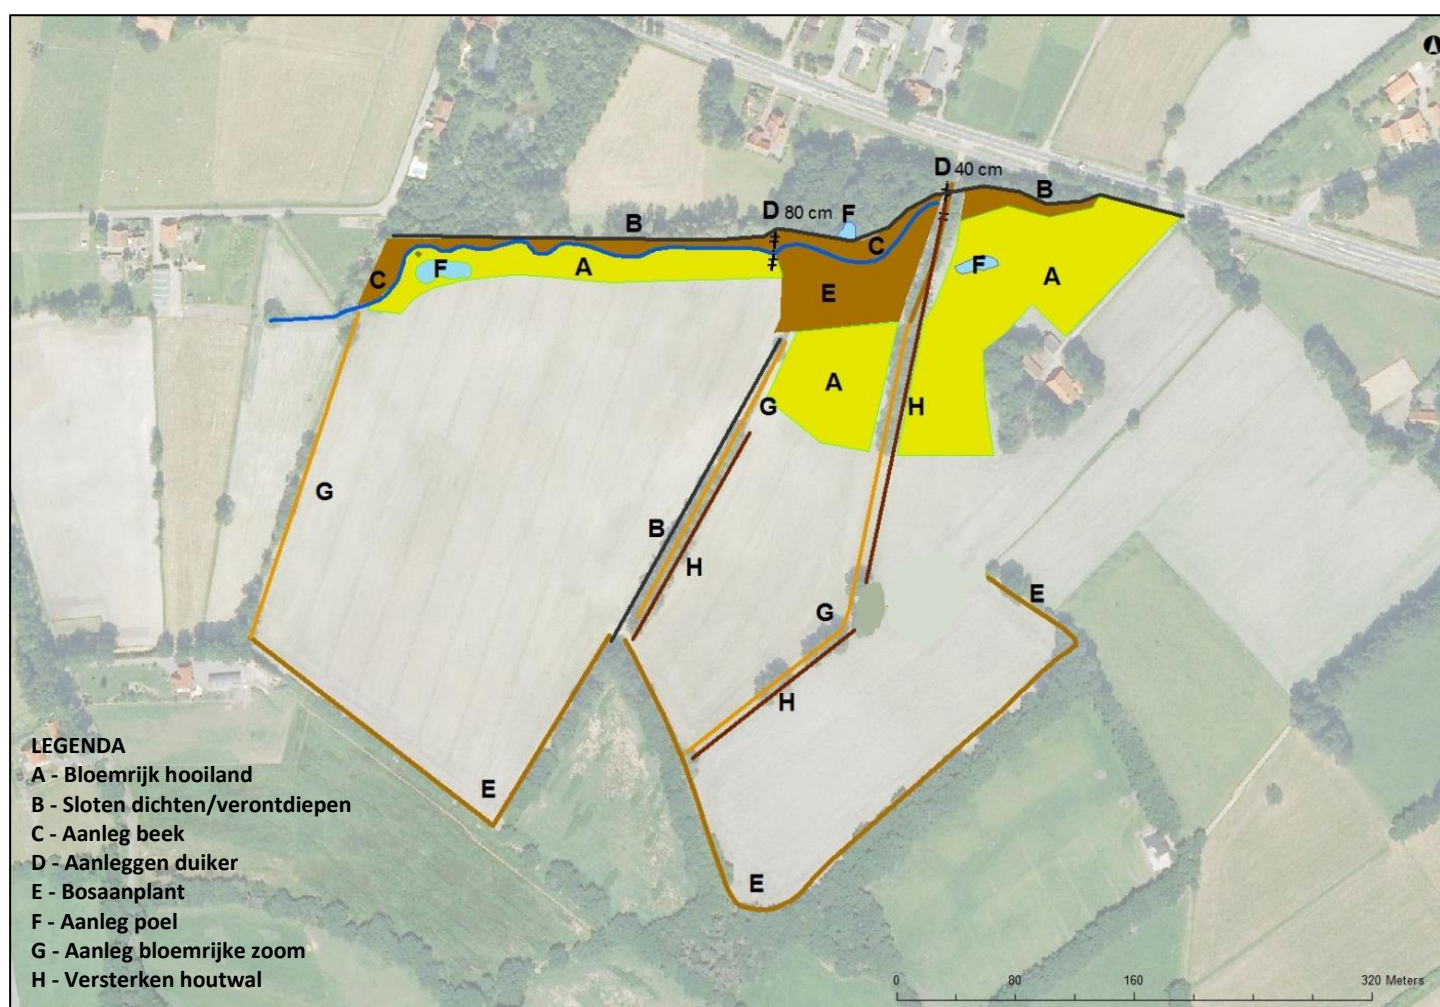 D 40 cm
B
D 80 cm
F
B
C
F
A
F
A
C
E
A
G
H
G
B
H
E
G
H
E
E
LEGENDA
A - Bloemrijk hooiland
B - Sloten dichten/verontdiepen
C - Aanleg beek
D - Aanleggen duiker
E - Bosaanplant
F - Aanleg poel
G - Aanleg bloemrijke zoom
H - Versterken houtwal
0 80 160 320 Meters